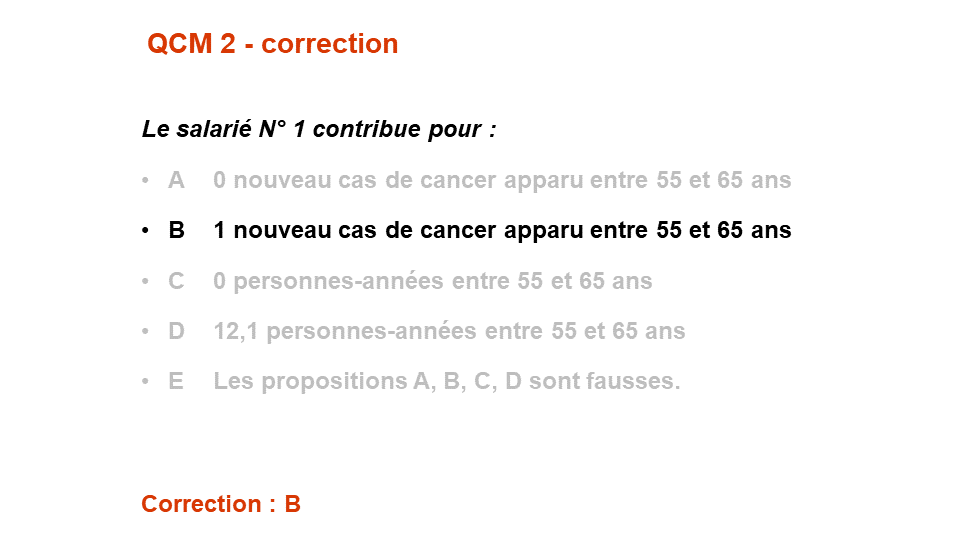 QCM 2 - correction
Le salarié N° 1 contribue pour :
• A 0 nouveau cas de cancer apparu entre 55 et 65 ans
• B 1 nouveau cas de cancer apparu entre 55 et 65 ans
• C 0 personnes-années entre 55 et 65 ans
• D 12,1 personnes-années entre 55 et 65 ans
• E Les propositions A, B, C, D sont fausses.
Correction : B